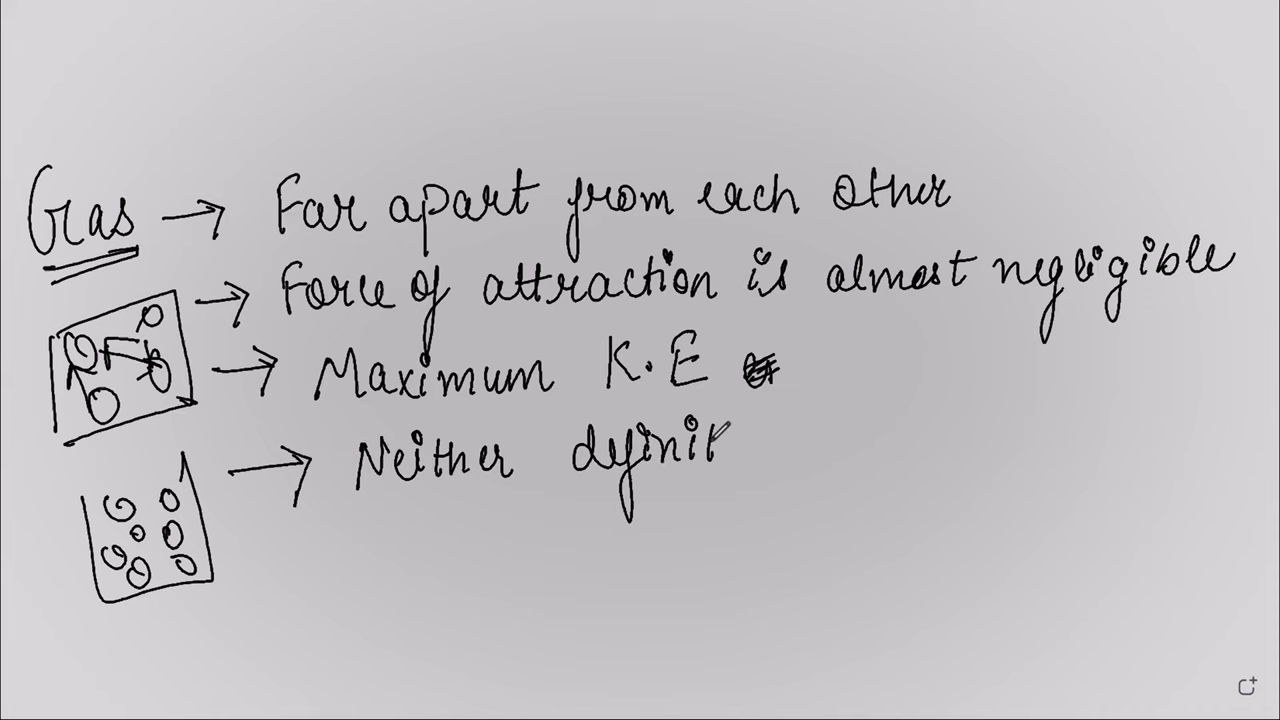 Gas → Far apart from each other
→ Force of attraction is almost negligible
→ Maximum K.E
→ Neither definit